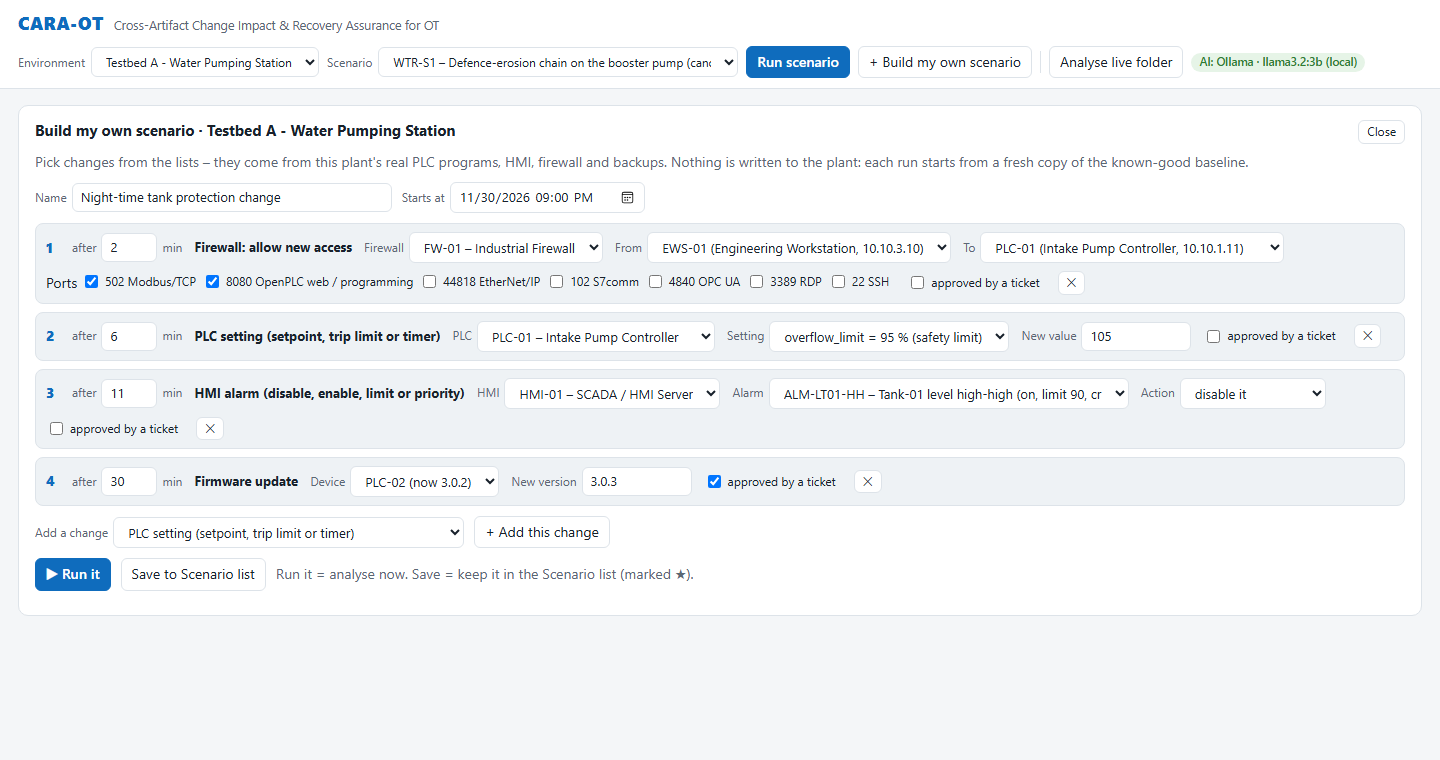 CARA-OT Cross-Artifact Change Impact & Recovery Assurance for OT
Environment Testbed A - Water Pumping Station Scenario WTR-S1 – Defence-erosion chain on the booster pump (canc Run scenario + Build my own scenario Analyse live folder AI: Ollama · llama3.2:3b (local)
Build my own scenario · Testbed A - Water Pumping Station Close
Pick changes from the lists – they come from this plant's real PLC programs, HMI, firewall and backups. Nothing is written to the plant: each run starts from a fresh copy of the known-good baseline.
Name Night-time tank protection change Starts at 11/30/2026 09:00 PM
1 after 2 min Firewall: allow new access Firewall FW-01 – Industrial Firewall From EWS-01 (Engineering Workstation, 10.10.3.10) To PLC-01 (Intake Pump Controller, 10.10.1.11)
Ports 502 Modbus/TCP 8080 OpenPLC web / programming 44818 EtherNet/IP 102 S7comm 4840 OPC UA 3389 RDP 22 SSH approved by a ticket ×
2 after 6 min PLC setting (setpoint, trip limit or timer) PLC PLC-01 – Intake Pump Controller Setting overflow_limit = 95 % (safety limit) New value 105 approved by a ticket ×
3 after 11 min HMI alarm (disable, enable, limit or priority) HMI HMI-01 – SCADA / HMI Server Alarm ALM-LT01-HH – Tank-01 level high-high (on, limit 90, cr Action disable it
approved by a ticket ×
4 after 30 min Firmware update Device PLC-02 (now 3.0.2) New version 3.0.3 approved by a ticket ×
Add a change PLC setting (setpoint, trip limit or timer) + Add this change
▶ Run it Save to Scenario list Run it = analyse now. Save = keep it in the Scenario list (marked ★).